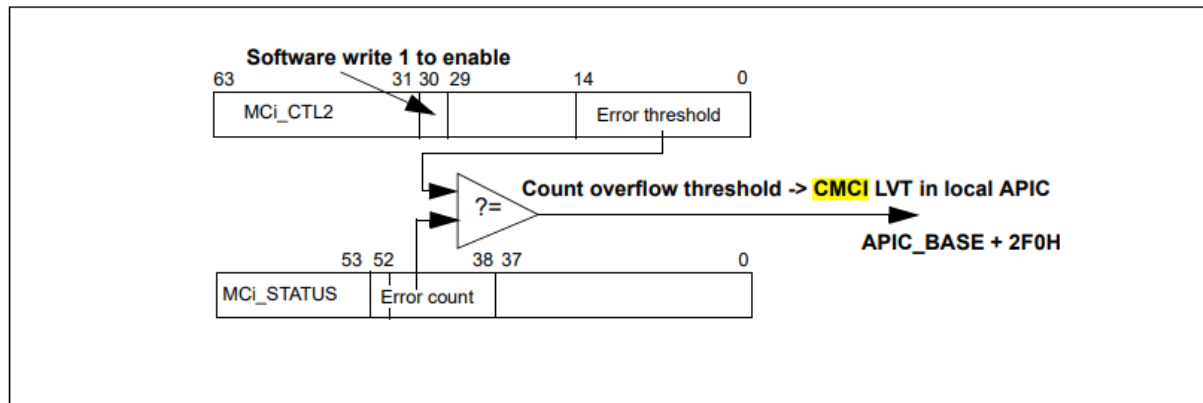 Software write 1 to enable
63 31 30 29 14 0
MCi_CTL2 Error threshold
Count overflow threshold -> CMCI LVT in local APIC
?=
APIC_BASE + 2F0H
53 52 38 37 0
MCi_STATUS Error count